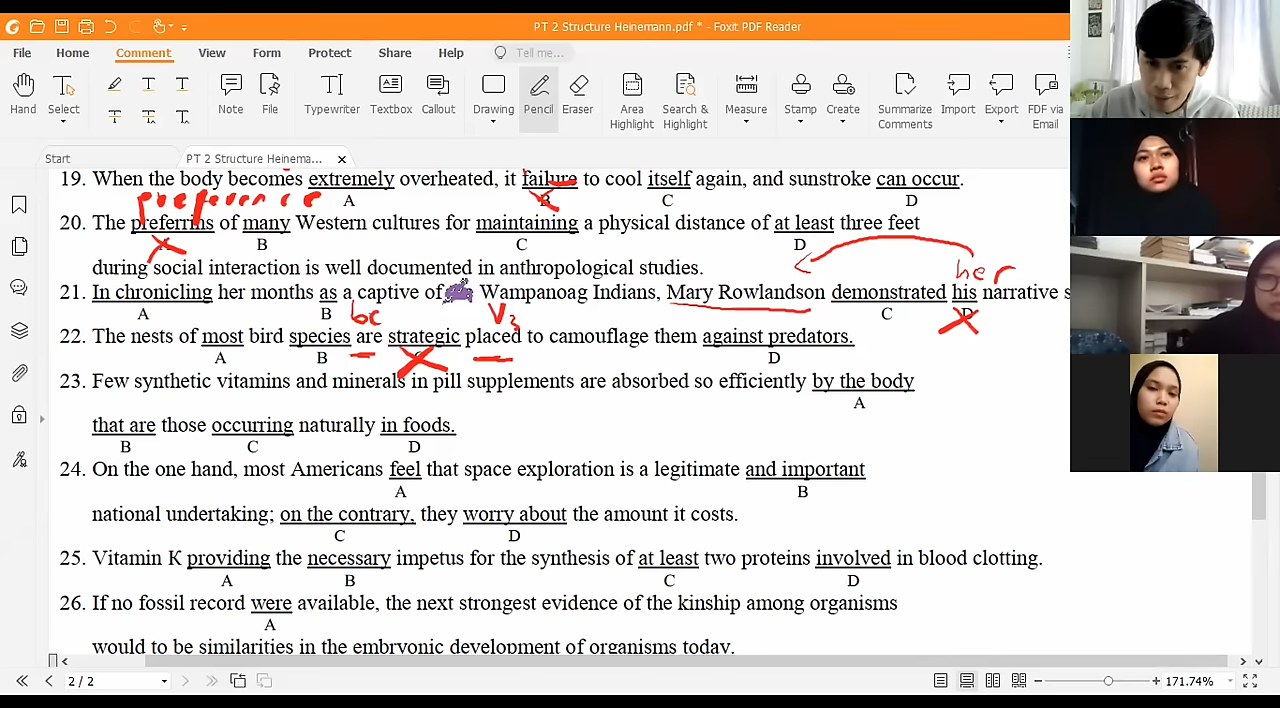 PT 2 Structure Heinemann.pdf * - Foxit PDF Reader
File Home Comment View Form Protect Share Help Tell me...
Hand Select Note File Typewriter Textbox Callout Drawing Pencil Eraser Area Highlight Search & Highlight Measure Stamp Create Summarize Comments Import Export PDF via Email
Start PT 2 Structure Heinema...
19. When the body becomes extremely overheated, it failure to cool itself again, and sunstroke can occur.
A B C D
preference
20. The preferrins of many Western cultures for maintaining a physical distance of at least three feet
B C D
during social interaction is well documented in anthropological studies.
her
21. In chronicling her months as a captive of Wampanoag Indians, Mary Rowlandson demonstrated his narrative s
A B C D
be V3
22. The nests of most bird species are strategic placed to camouflage them against predators.
A B C D
23. Few synthetic vitamins and minerals in pill supplements are absorbed so efficiently by the body
A
that are those occurring naturally in foods.
B C D
24. On the one hand, most Americans feel that space exploration is a legitimate and important
A B
national undertaking; on the contrary, they worry about the amount it costs.
C D
25. Vitamin K providing the necessary impetus for the synthesis of at least two proteins involved in blood clotting.
A B C D
26. If no fossil record were available, the next strongest evidence of the kinship among organisms
A
would to be similarities in the embryonic development of organisms today.
2 / 2 171.74%